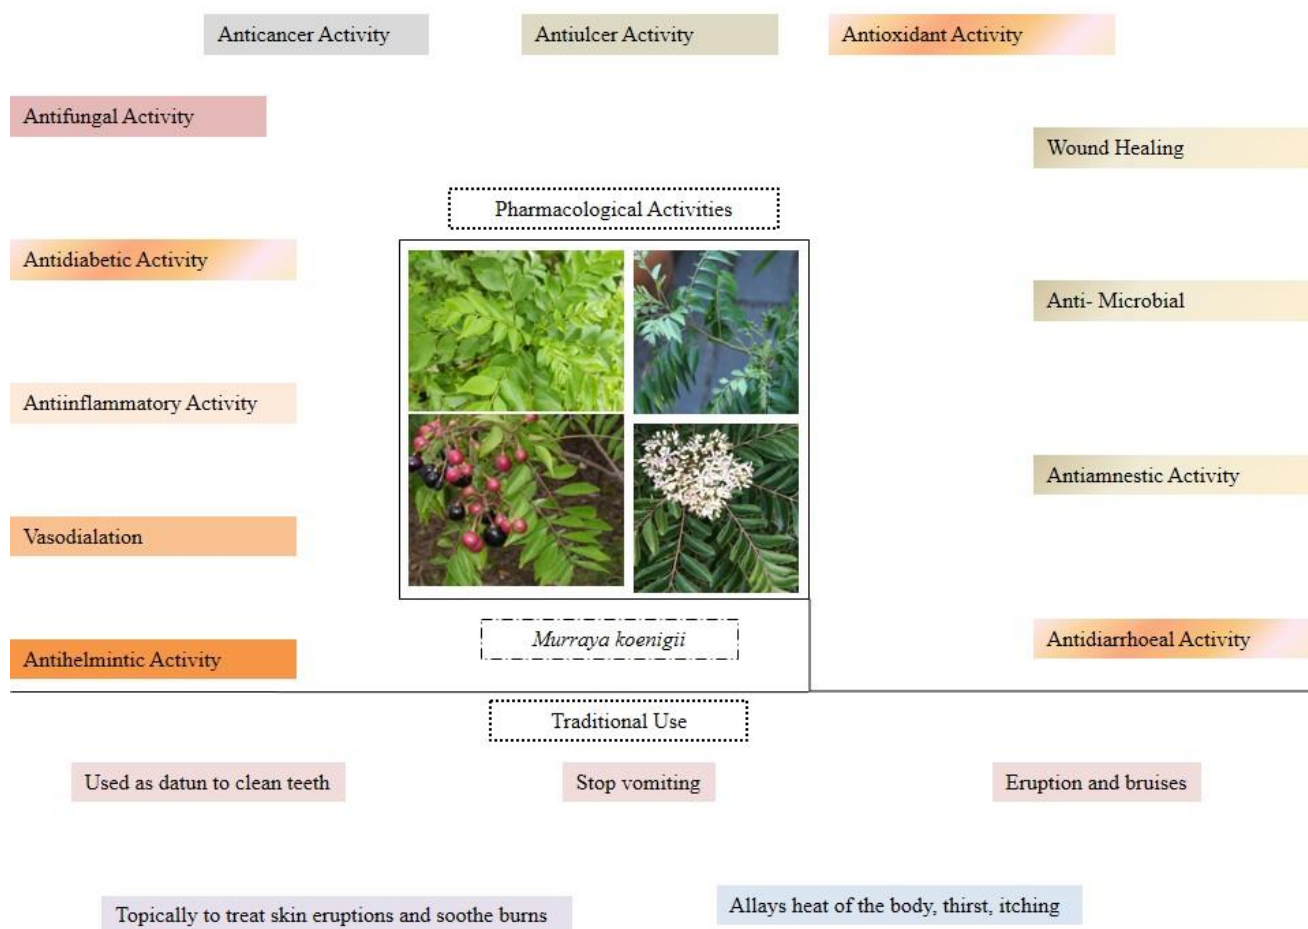 Anticancer Activity
Antiulcer Activity
Antioxidant Activity
Antifungal Activity
Wound Healing
Pharmacological Activities
Antidiabetic Activity
Anti- Microbial
Antiinflammatory Activity
Antiamnestic Activity
Vasodialation
Murraya koenigii
Antidiarrhoeal Activity
Antihelmintic Activity
Traditional Use
Used as datun to clean teeth
Stop vomiting
Eruption and bruises
Topically to treat skin eruptions and soothe burns
Allays heat of the body, thirst, itching